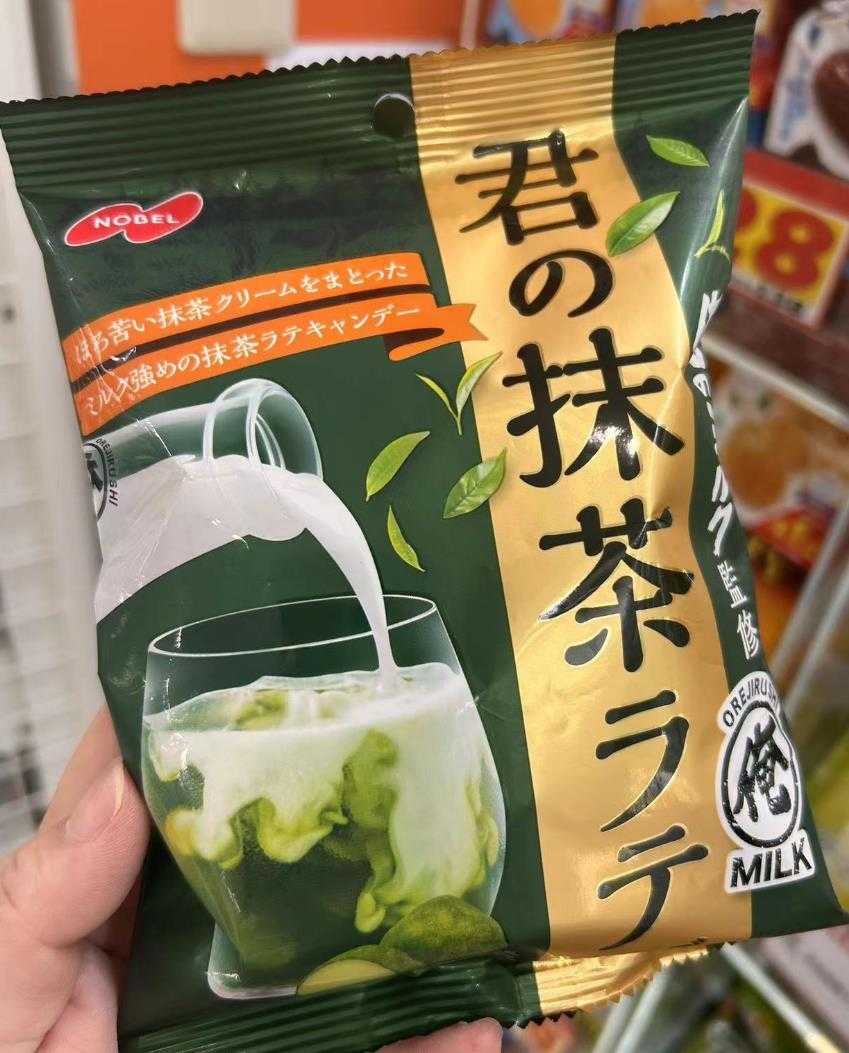 NOBEL
ほろ苦い抹茶クリームをまとった
ミルク強めの抹茶ラテキャンデー
君の抹茶ラテ
監修
OREJIRUSHI
OREJIRUSHI
俺
MILK
88